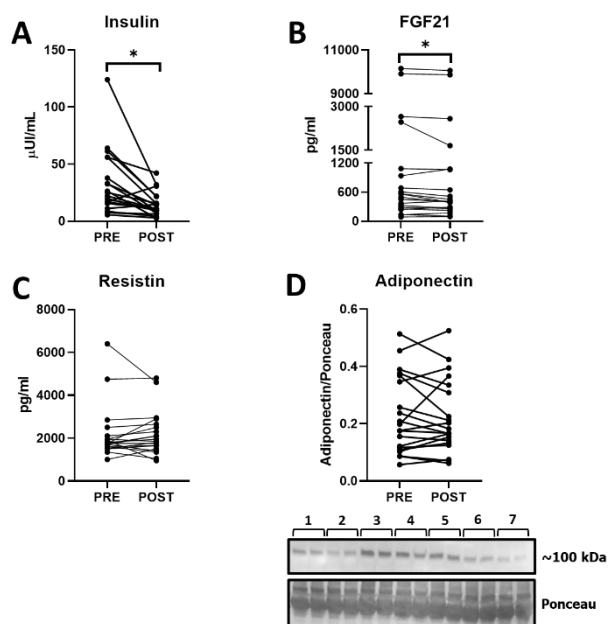 A
Insulin
*
150
100
50
0
µUI/mL
PRE POST
B
FGF21
*
11000
9000
3000
1500
1200
600
0
pg/ml
PRE POST
C
Resistin
8000
6000
4000
2000
0
pg/ml
PRE POST
D
Adiponectin
0.6
0.4
0.2
0.0
Adiponectin/Ponceau
PRE POST
1 2 3 4 5 6 7
~100 kDa
Ponceau